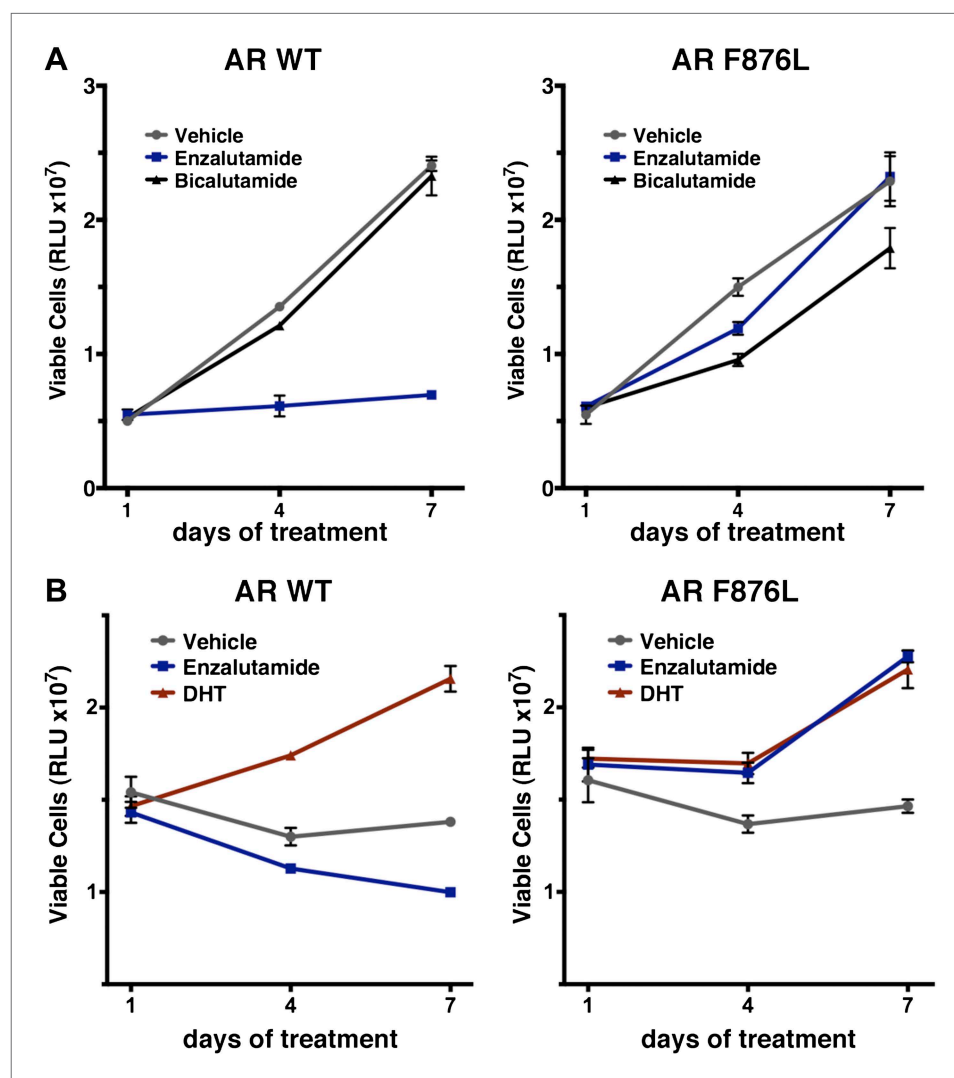 A
AR WT
AR F876L
3
2
1
0
Viable Cells (RLU x10⁷)
Vehicle
Enzalutamide
Bicalutamide
1 4 7
days of treatment
3
2
1
0
Viable Cells (RLU x10⁷)
Vehicle
Enzalutamide
Bicalutamide
1 4 7
days of treatment
B
AR WT
AR F876L
2
1
Viable Cells (RLU x10⁷)
Vehicle
Enzalutamide
DHT
1 4 7
days of treatment
2
1
Viable Cells (RLU x10⁷)
Vehicle
Enzalutamide
DHT
1 4 7
days of treatment